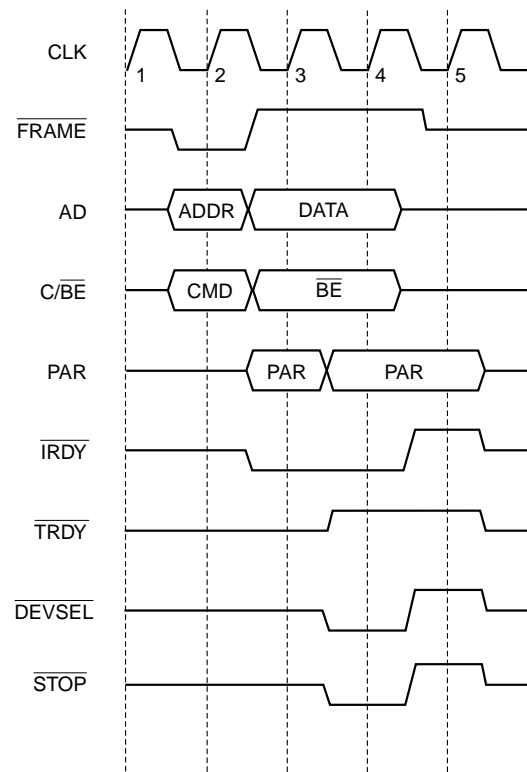 CLK
1 2 3 4 5
FRAME
AD ADDR DATA
C/BE CMD BE
PAR PAR PAR
IRDY
TRDY
DEVSEL
STOP